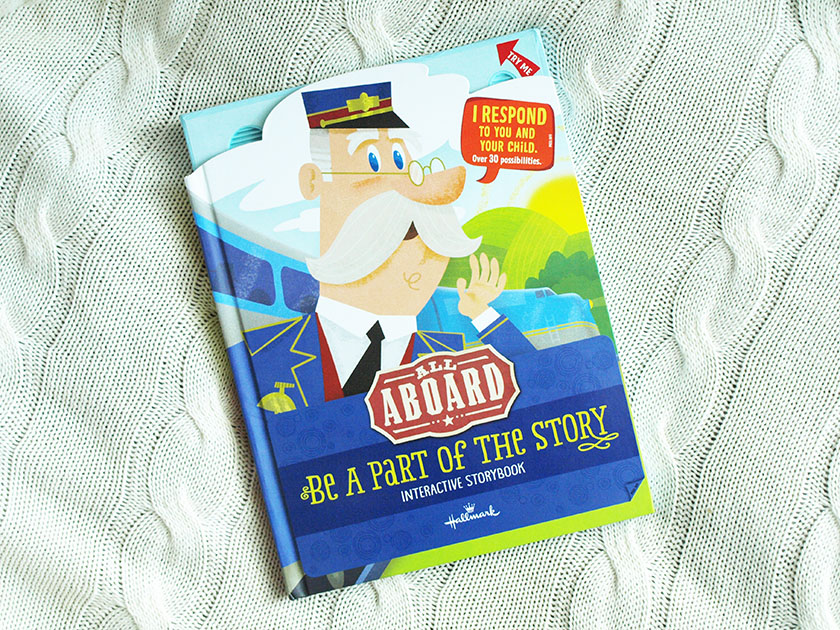 TRY ME
I RESPOND
TO YOU AND
YOUR CHILD.
Over 30 possibilities.
ALL
ABOARD
BE A PART OF THE STORY
INTERACTIVE STORYBOOK
Hallmark